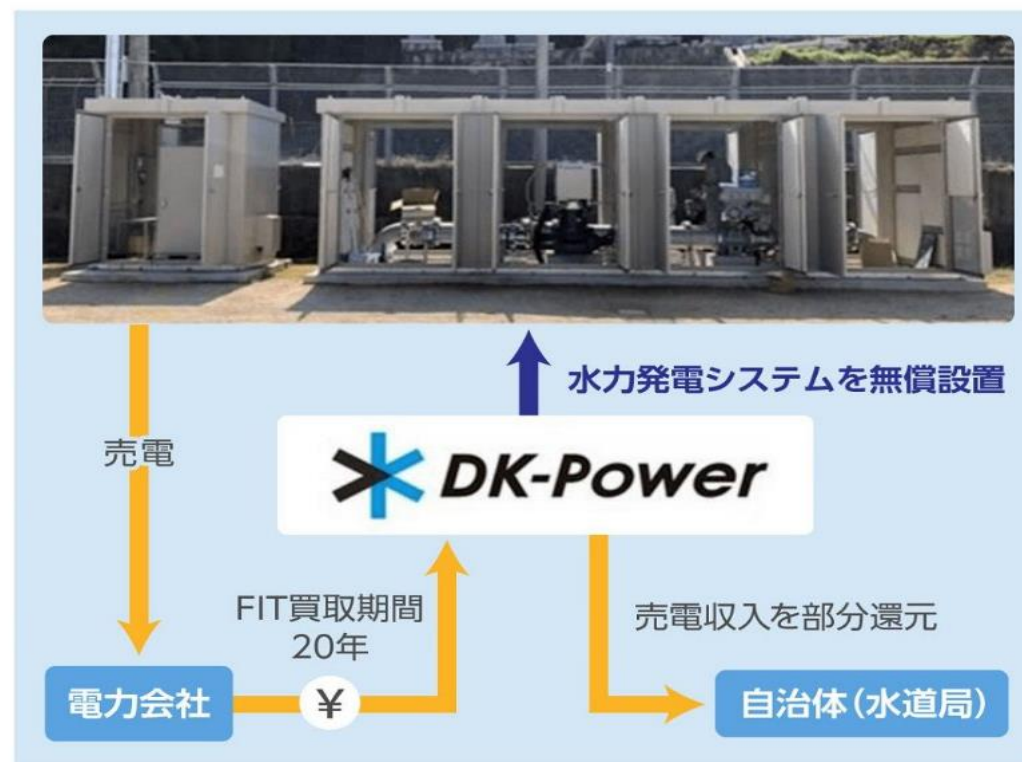 水力発電システムを無償設置
売電
DK-Power
FIT買取期間
20年
売電収入を部分還元
電力会社
¥
自治体(水道局)